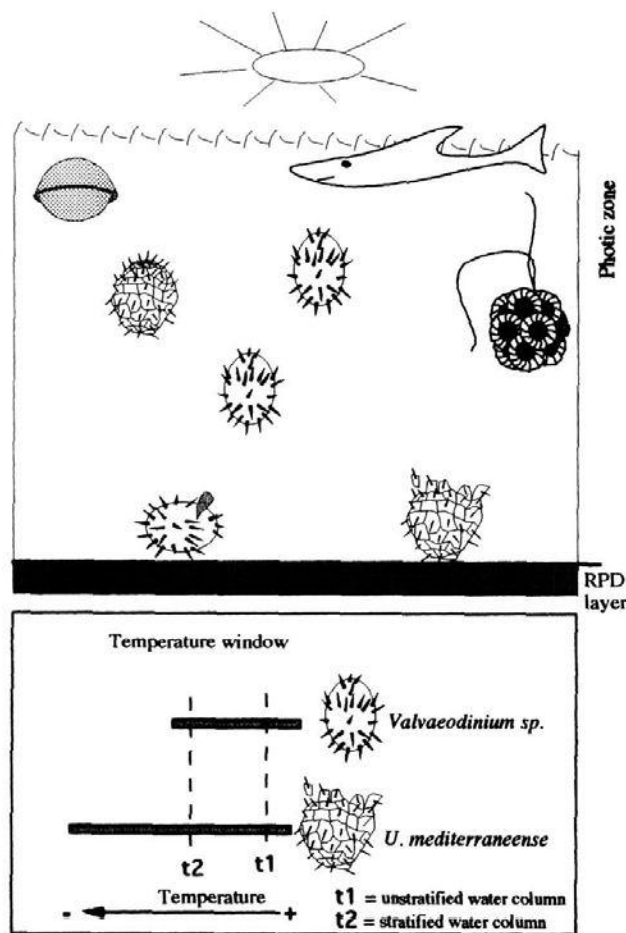 Photic zone
RPD
layer
Temperature window
Valvaeodinium sp.
U. mediterraneense
t2 t1
Temperature
- +
t1 = unstratified water column
t2 = stratified water column